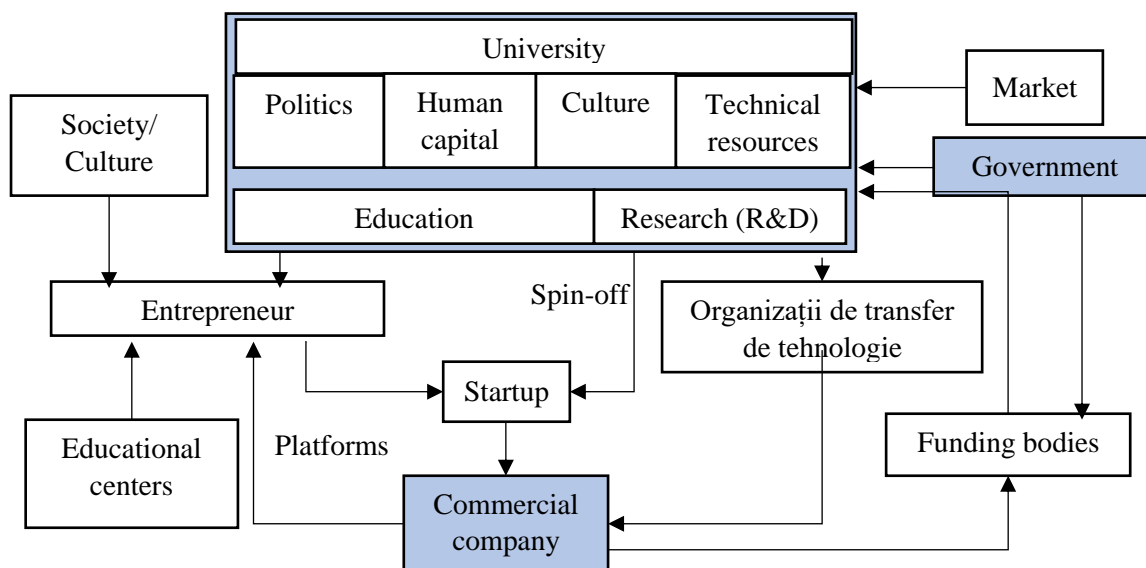 University
Politics
Human
capital
Culture
Technical
resources
Market
Society/
Culture
Government
Education
Research (R&D)
Spin-off
Entrepreneur
Organizații de transfer
de tehnologie
Startup
Educational
centers
Platforms
Funding bodies
Commercial
company